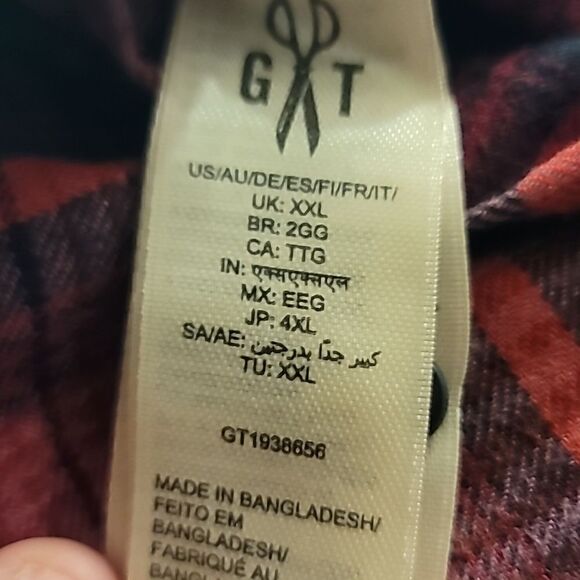 G T
US/AU/DE/ES/FI/FR/IT/
UK: XXL
BR: 2GG
CA: TTG
IN: एक्सएक्सएल
MX: EEG
JP: 4XL
SA/AE: كبير جدًا بدرجتين
TU: XXL
GT1938656
MADE IN BANGLADESH/
FEITO EM
BANGLADESH/
FABRIQUÉ AU